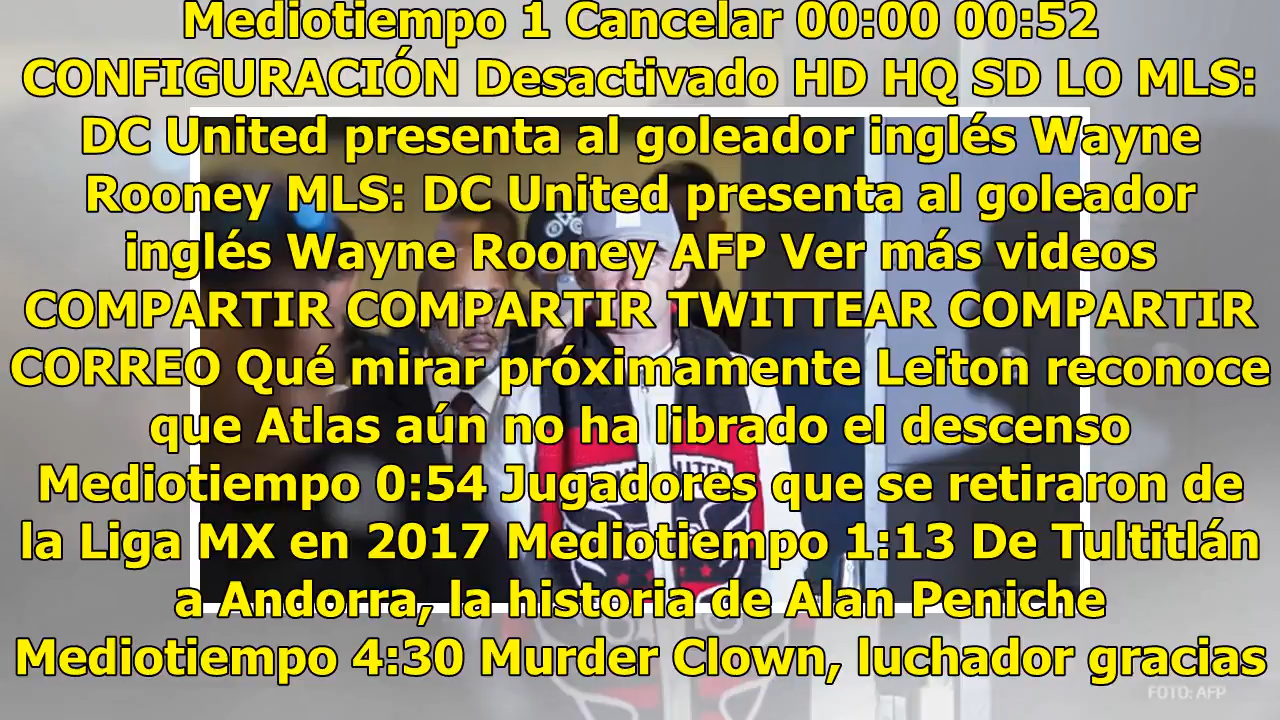 Mediotiempo 1 Cancelar 00:00 00:52
CONFIGURACIÓN Desactivado HD HQ SD LO MLS:
DC United presenta al goleador inglés Wayne
Rooney MLS: DC United presenta al goleador
inglés Wayne Rooney AFP Ver más videos
COMPARTIR COMPARTIR TWITTEAR COMPARTIR
CORREO Qué mirar próximamente Leiton reconoce
que Atlas aún no ha librado el descenso
Mediotiempo 0:54 Jugadores que se retiraron de
la Liga MX en 2017 Mediotiempo 1:13 De Tultitlán
a Andorra, la historia de Alan Peniche
Mediotiempo 4:30 Murder Clown, luchador gracias
FOTO: AFP